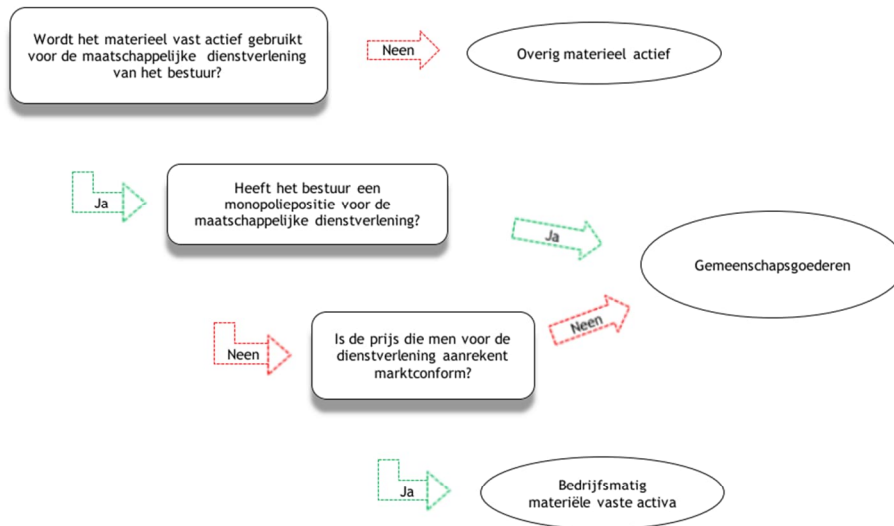 Wordt het materieel vast actief gebruikt
voor de maatschappelijke dienstverlening
van het bestuur?
Neen
Overig materieel actief
Ja
Heeft het bestuur een
monopoliepositie voor de
maatschappelijke dienstverlening?
Ja
Gemeenschapsgoederen
Neen
Is de prijs die men voor de
dienstverlening aanrekent
marktconform?
Neen
Ja
Bedrijfsmatig
materiële vaste activa